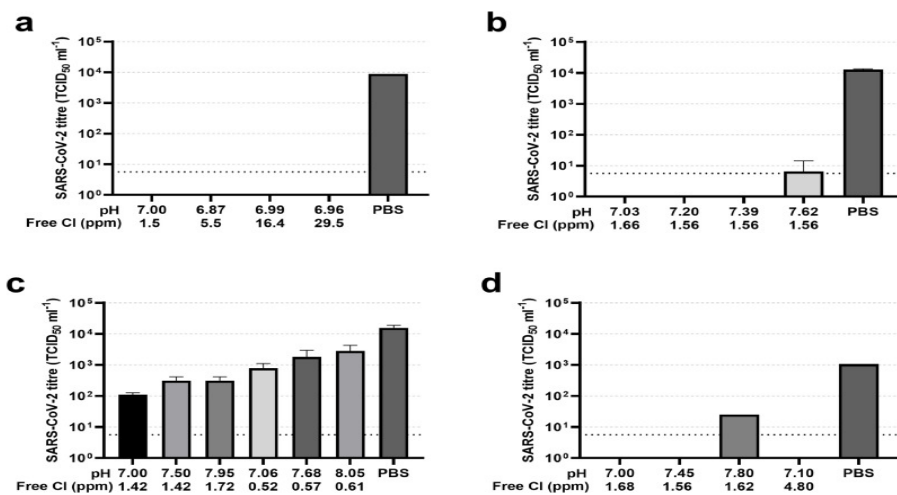 a
SARS-CoV-2 titre (TCID50 ml-1)
10⁵
10⁴
10³
10²
10¹
10⁰
pH 7.00 6.87 6.99 6.96 PBS
Free Cl (ppm) 1.5 5.5 16.4 29.5
b
SARS-CoV-2 titre (TCID50 ml-1)
10⁵
10⁴
10³
10²
10¹
10⁰
pH 7.03 7.20 7.39 7.62 PBS
Free Cl (ppm) 1.66 1.56 1.56 1.56
c
SARS-CoV-2 titre (TCID50 ml-1)
10⁵
10⁴
10³
10²
10¹
10⁰
pH 7.00 7.50 7.95 7.06 7.68 8.05 PBS
Free Cl (ppm) 1.42 1.42 1.72 0.52 0.57 0.61
d
SARS-CoV-2 titre (TCID50 ml-1)
10⁵
10⁴
10³
10²
10¹
10⁰
pH 7.00 7.45 7.80 7.10 PBS
Free Cl (ppm) 1.68 1.56 1.62 4.80